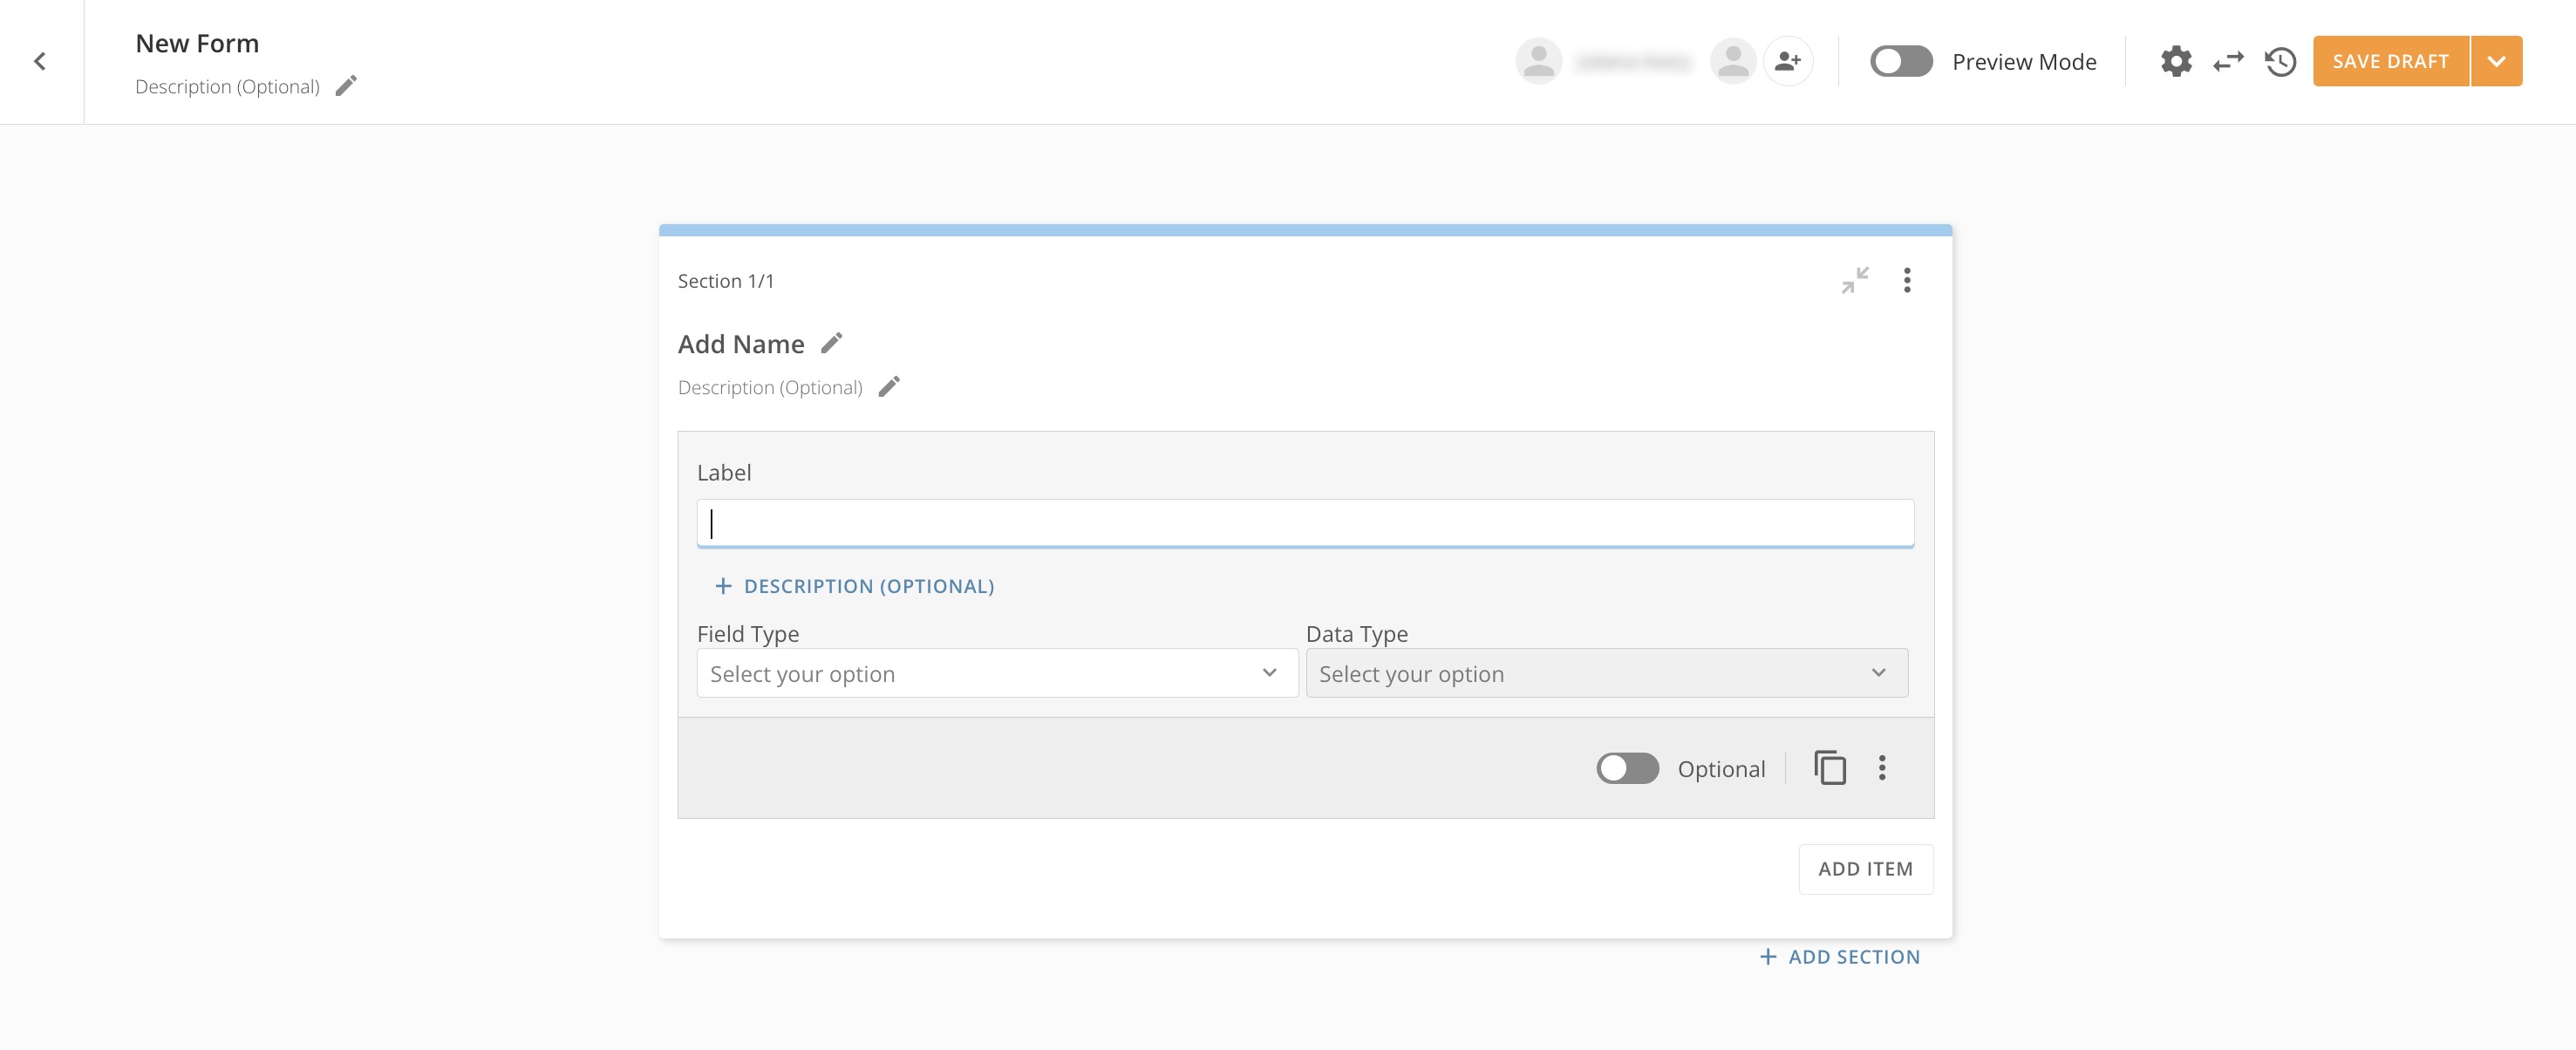 New Form
Description (Optional)
Preview Mode
SAVE DRAFT
Section 1/1
Add Name
Description (Optional)
Label
+ DESCRIPTION (OPTIONAL)
Field Type
Data Type
Select your option
Select your option
Optional
ADD ITEM
+ ADD SECTION